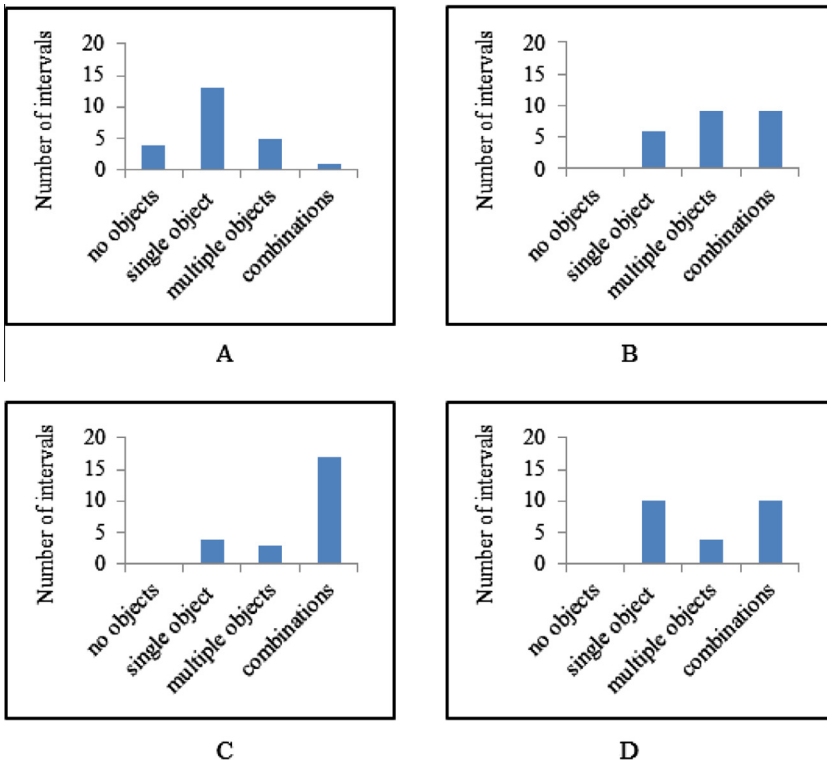 Number of intervals
20
15
10
5
0
no objects
single object
multiple objects
combinations
A
Number of intervals
20
15
10
5
0
no objects
single object
multiple objects
combinations
B
Number of intervals
20
15
10
5
0
no objects
single object
multiple objects
combinations
C
Number of intervals
20
15
10
5
0
no objects
single object
multiple objects
combinations
D